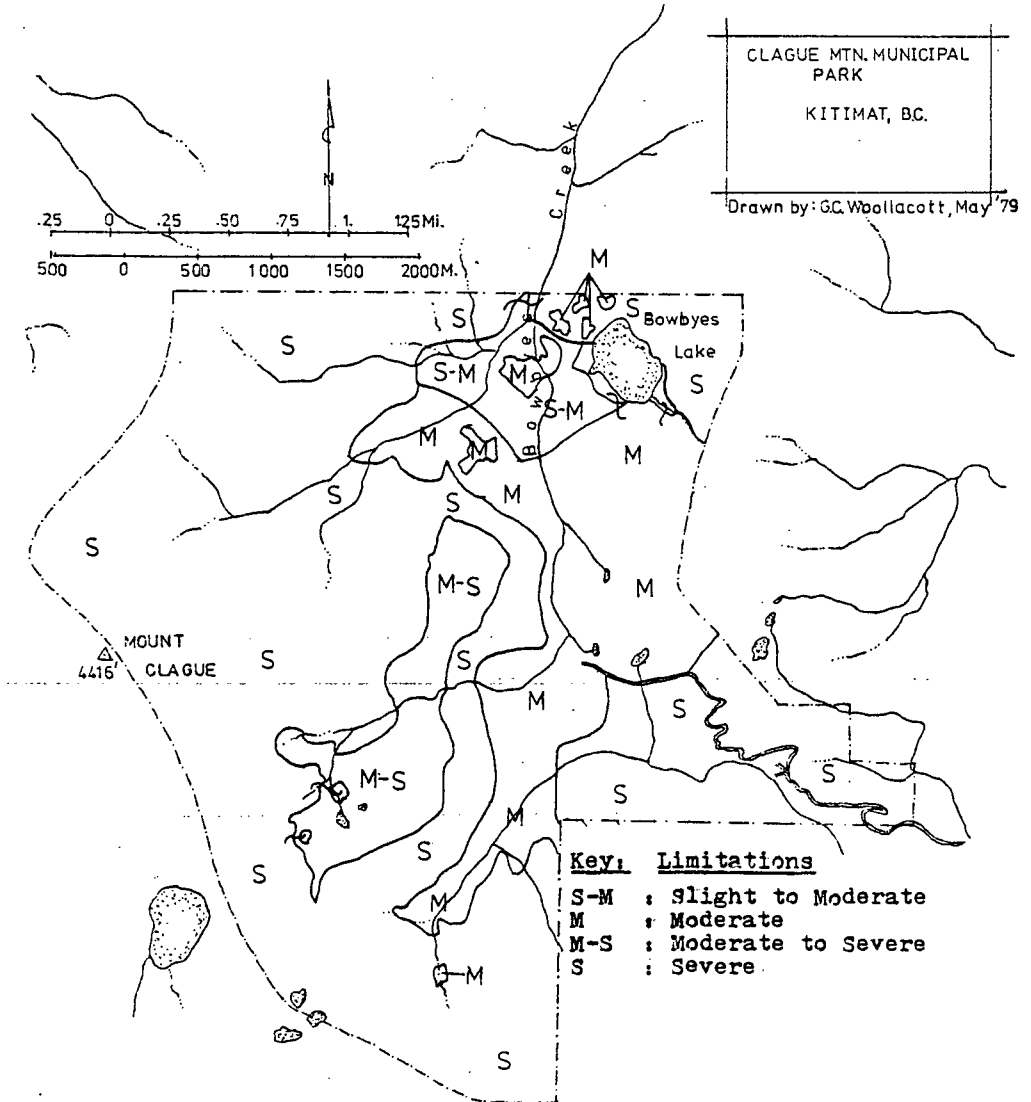 CLAGUE MTN. MUNICIPAL
PARK
KITIMAT, B.C.
Drawn by: G.C. Woollacott, May '79
N
.25 0 .25 .50 .75 1. 1.25 Mi.
500 0 500 1000 1500 2000 M.
Bowbyes Creek
M
S
S
S
Bowbyes
Lake
S
S-M
M
S-M
M
M
M
M
S
S
S
M-S
M
MOUNT
CLAGUE
4416'
S
S
M
S
M-S
S
S
M
S
S
M
M
S
Key: Limitations
S-M : Slight to Moderate
M : Moderate
M-S : Moderate to Severe
S : Severe